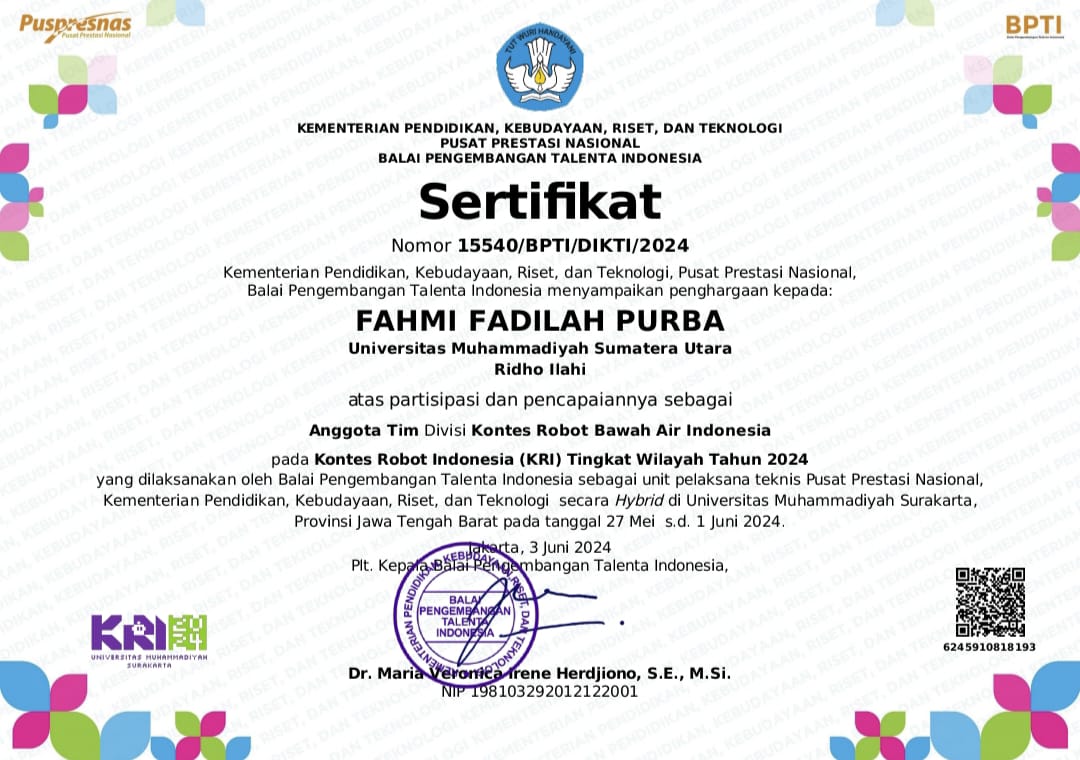 Puspresnas
Pusat Prestasi Nasional
BPTI
TUT WURI HANDAYANI
KEMENTERIAN PENDIDIKAN, KEBUDAYAAN, RISET, DAN TEKNOLOGI
PUSAT PRESTASI NASIONAL
BALAI PENGEMBANGAN TALENTA INDONESIA
Sertifikat
Nomor 15540/BPTI/DIKTI/2024
Kementerian Pendidikan, Kebudayaan, Riset, dan Teknologi, Pusat Prestasi Nasional,
Balai Pengembangan Talenta Indonesia menyampaikan penghargaan kepada:
FAHMI FADILAH PURBA
Universitas Muhammadiyah Sumatera Utara
Ridho Ilahi
atas partisipasi dan pencapaiannya sebagai
Anggota Tim Divisi Kontes Robot Bawah Air Indonesia
pada Kontes Robot Indonesia (KRI) Tingkat Wilayah Tahun 2024
yang dilaksanakan oleh Balai Pengembangan Talenta Indonesia sebagai unit pelaksana teknis Pusat Prestasi Nasional,
Kementerian Pendidikan, Kebudayaan, Riset, dan Teknologi secara Hybrid di Universitas Muhammadiyah Surakarta,
Provinsi Jawa Tengah Barat pada tanggal 27 Mei s.d. 1 Juni 2024.
Jakarta, 3 Juni 2024
Plt. Kepala Balai Pengembangan Talenta Indonesia,
BALAI
PENGEMBANGAN
TALENTA
INDONESIA
KRI 2024
UNIVERSITAS MUHAMMADIYAH
SURAKARTA
6245910818193
Dr. Maria Veronica Irene Herdjiono, S.E., M.Si.
NIP 198103292012122001